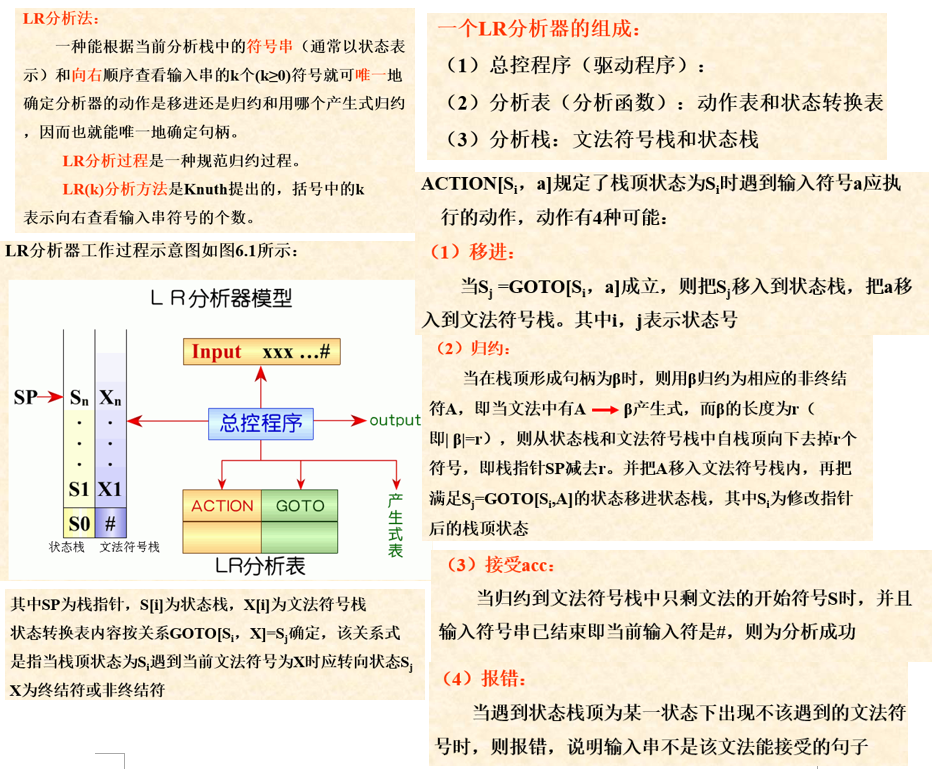 LR分析法：
一种能根据当前分析栈中的符号串（通常以状态表
示）和向右顺序查看输入串的k个(k≥0)符号就可唯一地
确定分析器的动作是移进还是归约和用哪个产生式归约
，因而也就能唯一地确定句柄。
LR分析过程是一种规范归约过程。
LR(k)分析方法是Knuth提出的，括号中的k
表示向右查看输入串符号的个数。
LR分析器工作过程示意图如图6.1所示：
ＬＲ分析器模型
Input xxx …#
SP
Sn Xn
· ·
· ·
· ·
S1 X1
S0 #
状态栈 文法符号栈
总控程序
output
ACTION GOTO
产生式表
LR分析表
其中SP为栈指针，S[i]为状态栈，X[i]为文法符号栈
状态转换表内容按关系GOTO[Si，X]=Sj确定，该关系式
是指当栈顶状态为Si遇到当前文法符号为X时应转向状态Sj
X为终结符或非终结符
一个LR分析器的组成：
（1）总控程序（驱动程序）：
（2）分析表（分析函数）：动作表和状态转换表
（3）分析栈：文法符号栈和状态栈
ACTION[Si，a]规定了栈顶状态为Si时遇到输入符号a应执
行的动作，动作有4种可能：
（1）移进：
当Sj =GOTO[Si，a]成立，则把Sj移入到状态栈，把a移
入到文法符号栈。其中i，j表示状态号
（2）归约：
当在栈顶形成句柄为β时，则用β归约为相应的非终结
符A，即当文法中有A → β产生式，而β的长度为r（
即| β|=r），则从状态栈和文法符号栈中自栈顶向下去掉r个
符号，即栈指针SP减去r。并把A移入文法符号栈内，再把
满足Sj=GOTO[Si,A]的状态移进状态栈，其中Si为修改指针
后的栈顶状态
（3）接受acc：
当归约到文法符号栈中只剩文法的开始符号S时，并且
输入符号串已结束即当前输入符是#，则为分析成功
（4）报错：
当遇到状态栈顶为某一状态下出现不该遇到的文法符
号时，则报错，说明输入串不是该文法能接受的句子